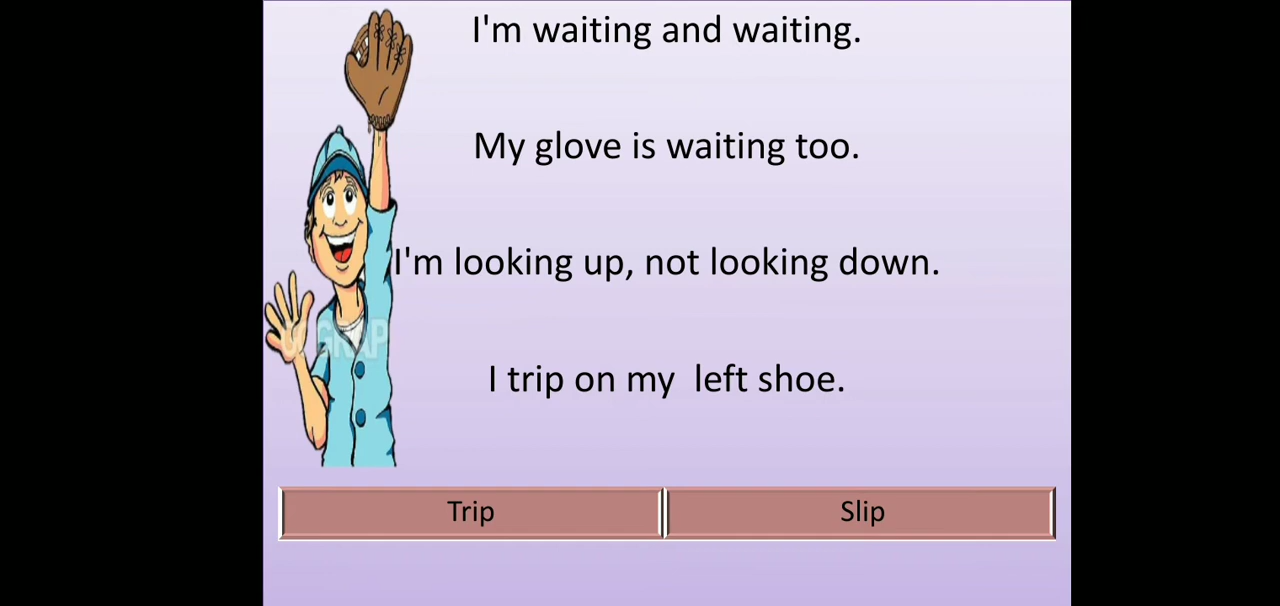 I'm waiting and waiting.
My glove is waiting too.
I'm looking up, not looking down.
I trip on my left shoe.
Trip
Slip